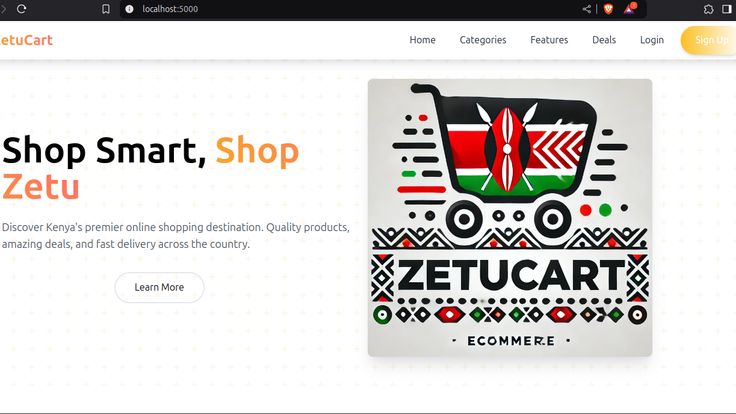 localhost:5000
etuCart
Home Categories Features Deals Login Sign Up
Shop Smart, Shop
Zetu
Discover Kenya's premier online shopping destination. Quality products,
amazing deals, and fast delivery across the country.
Learn More
ZETUCART